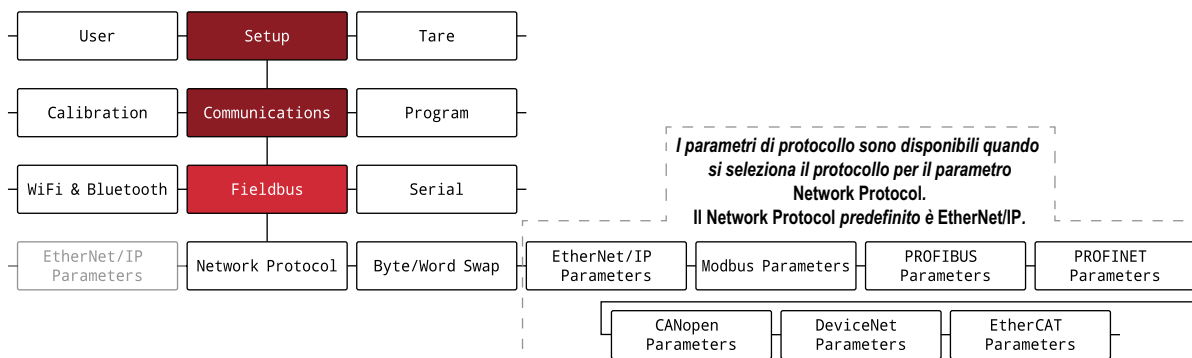 User
Setup
Tare
Calibration
Communications
Program
I parametri di protocollo sono disponibili quando
si seleziona il protocollo per il parametro
Network Protocol.
Il Network Protocol predefinito è EtherNet/IP.
WiFi & Bluetooth
Fieldbus
Serial
EtherNet/IP
Parameters
Network Protocol
Byte/Word Swap
EtherNet/IP
Parameters
Modbus Parameters
PROFIBUS
Parameters
PROFINET
Parameters
CANopen
Parameters
DeviceNet
Parameters
EtherCAT
Parameters